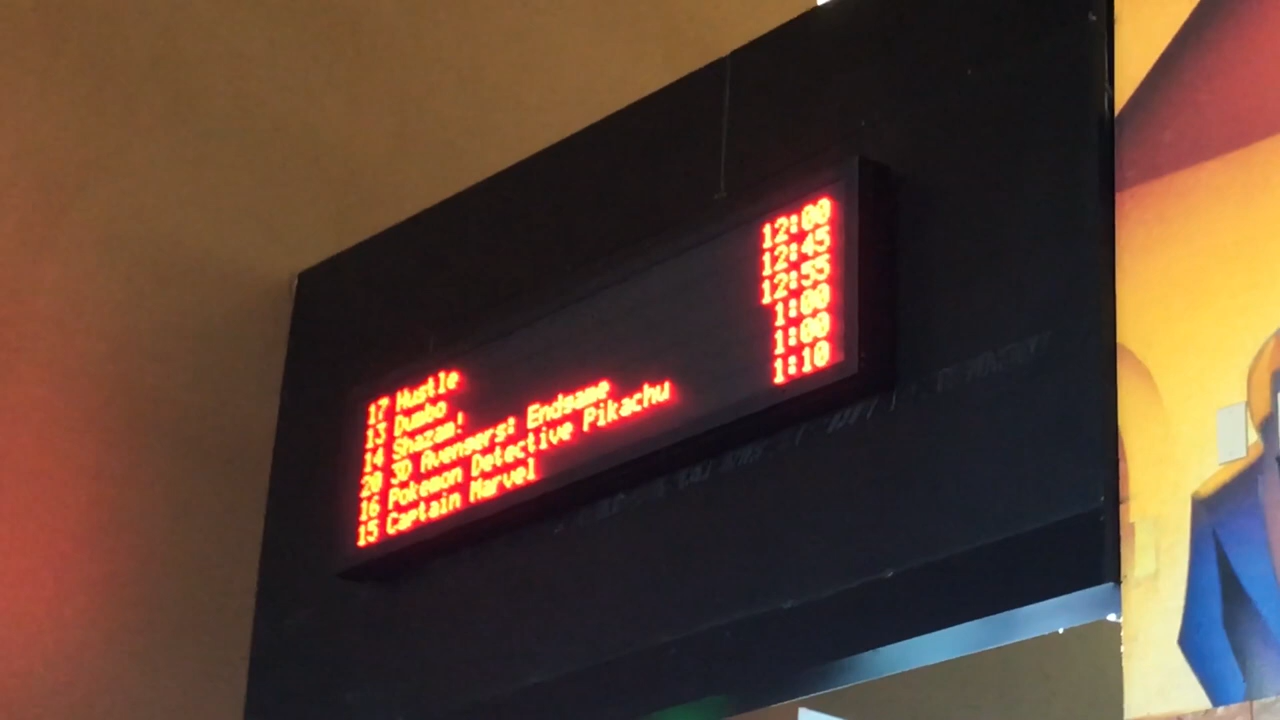 17 Hustle 12:00
13 Dumbo 12:45
14 Shazam! 12:55
20 3D Avengers: Endgame 1:00
16 Pokemon Detective Pikachu 1:00
15 Captain Marvel 1:10